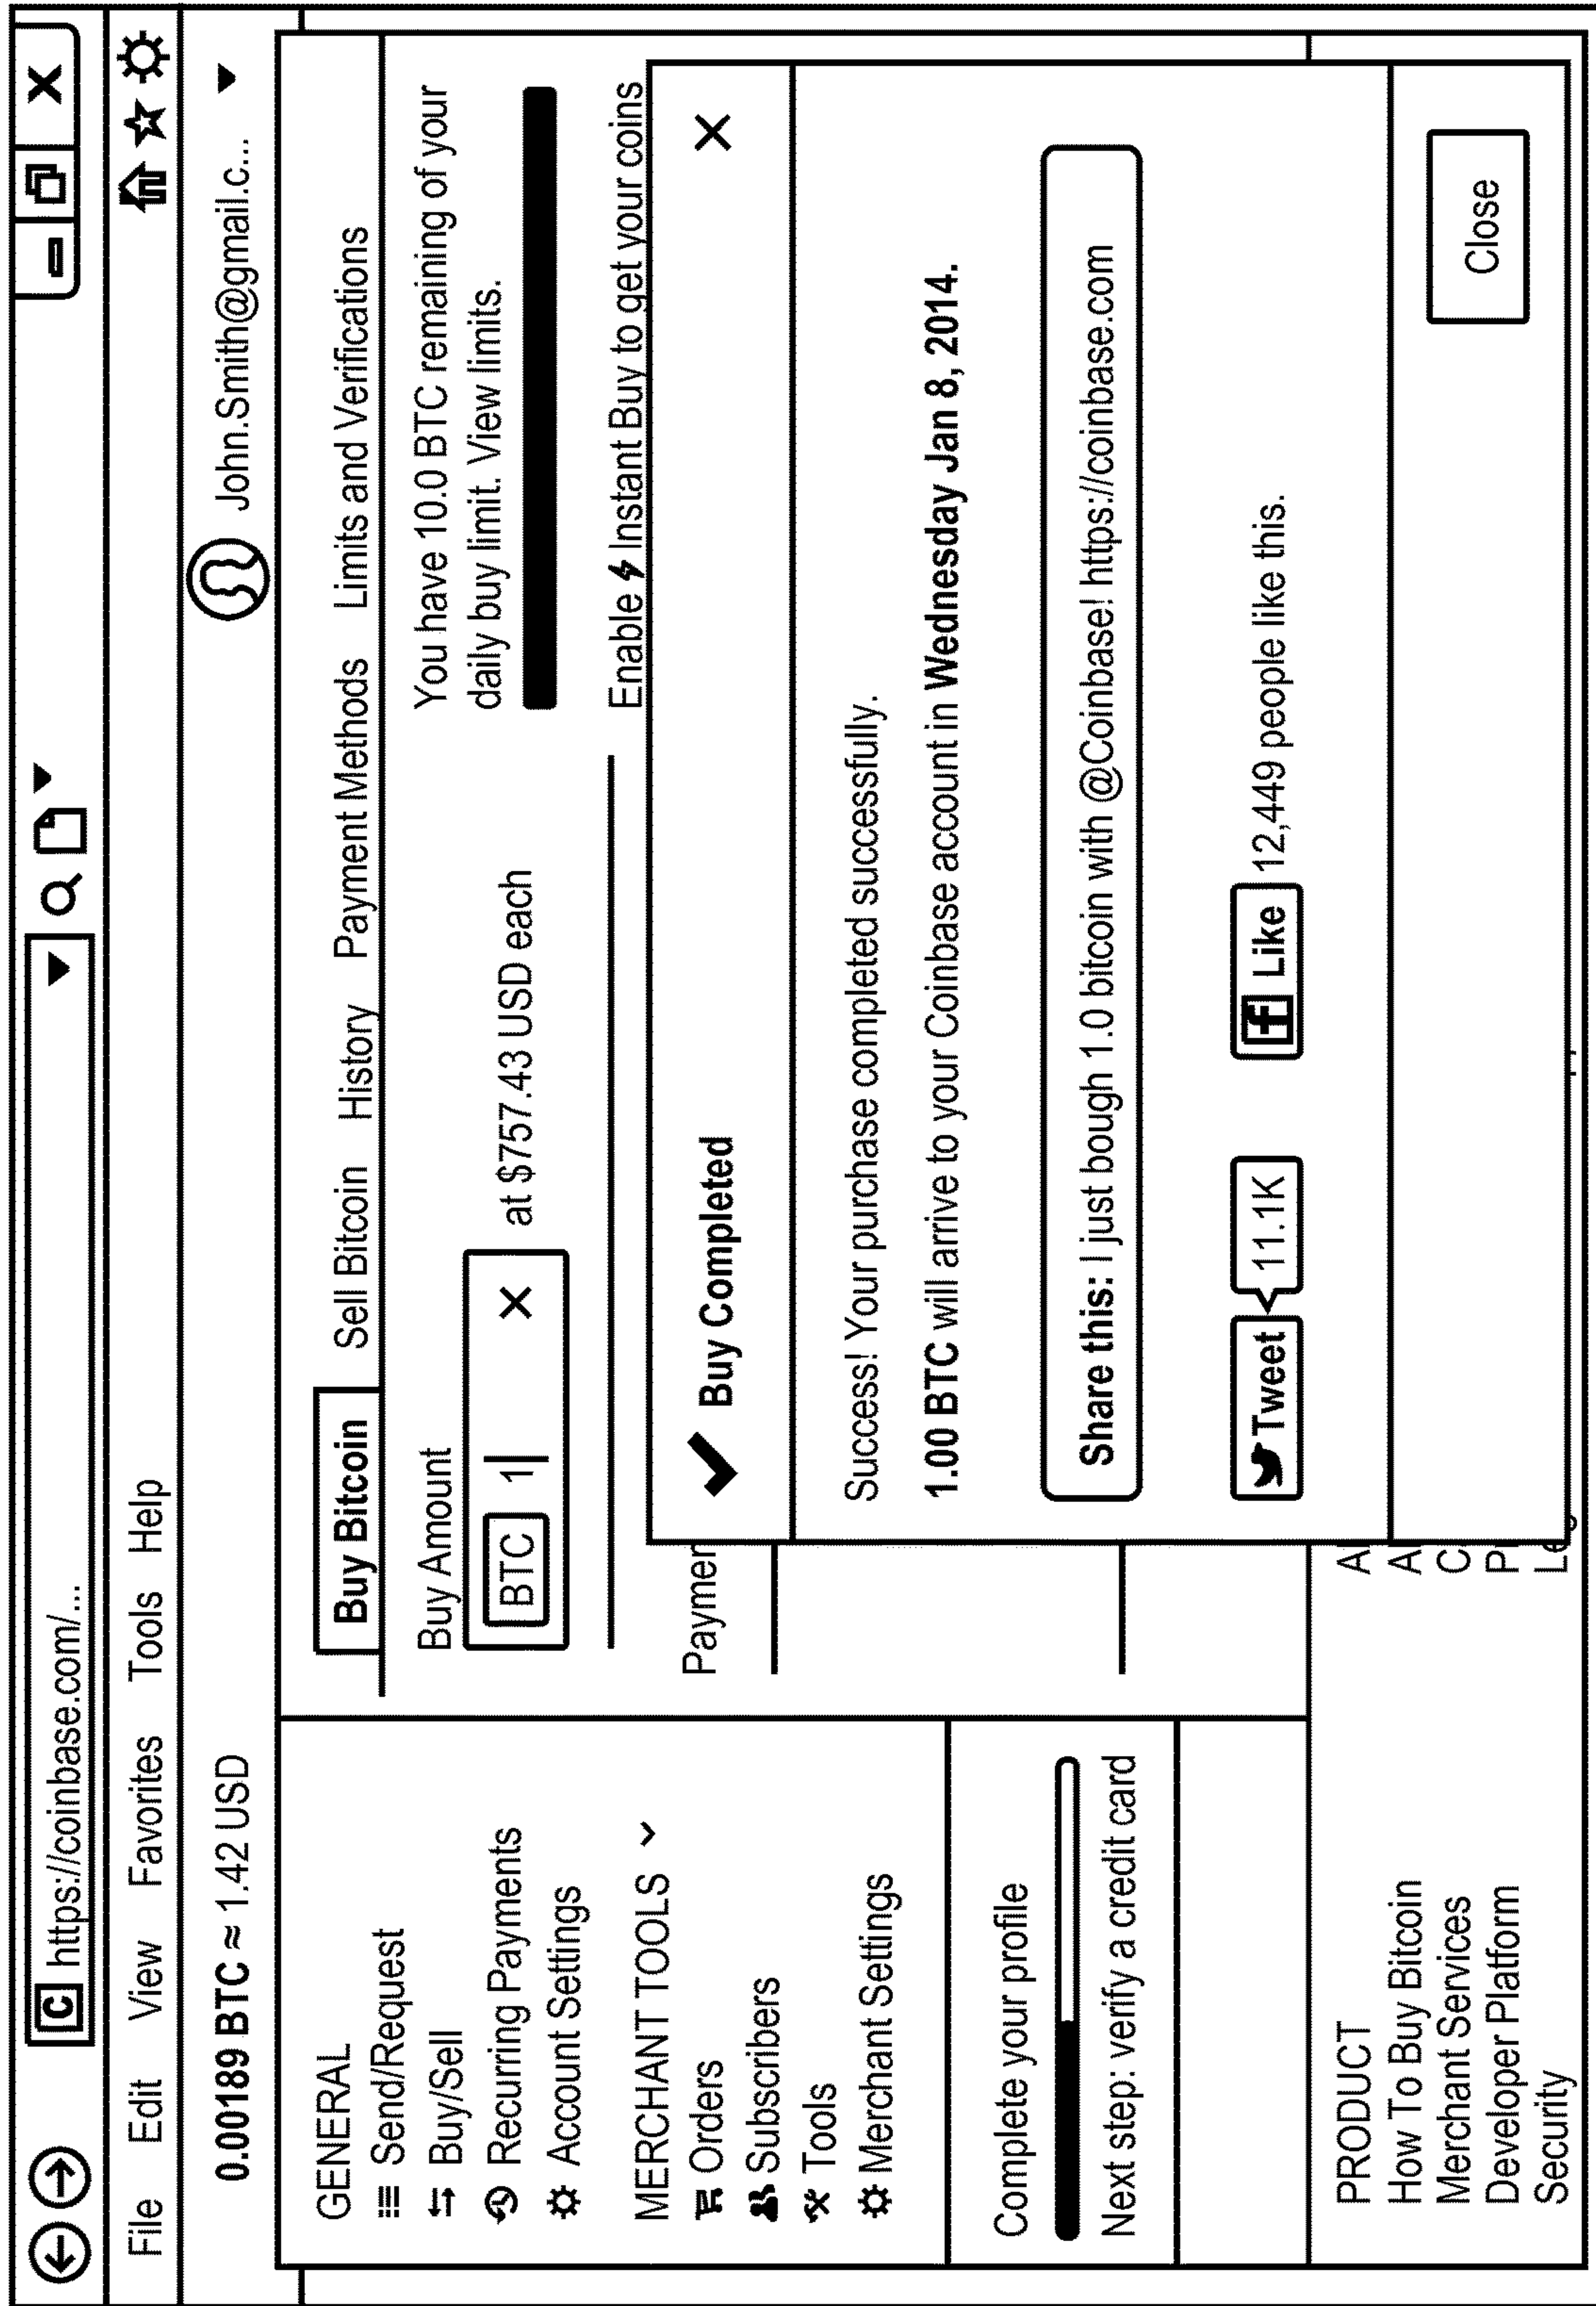 https://coinbase.com/...
File Edit View Favorites Tools Help
0.00189 BTC ≈ 1.42 USD
John.Smith@gmail.c...
GENERAL
Send/Request
Buy/Sell
Recurring Payments
Account Settings
MERCHANT TOOLS
Orders
Subscribers
Tools
Merchant Settings
Complete your profile
Next step: verify a credit card
Buy Bitcoin Sell Bitcoin History Payment Methods Limits and Verifications
Buy Amount
BTC 1 at $757.43 USD each
You have 10.0 BTC remaining of your
daily buy limit. View limits.
Enable Instant Buy to get your coins
Paymer
Buy Completed
Success! Your purchase completed successfully.
1.00 BTC will arrive to your Coinbase account in Wednesday Jan 8, 2014.
Share this: I just bough 1.0 bitcoin with @Coinbase! https://coinbase.com
Tweet 11.1K f Like 12,449 people like this.
Close
PRODUCT
How To Buy Bitcoin
Merchant Services
Developer Platform
Security
A
A
C
P